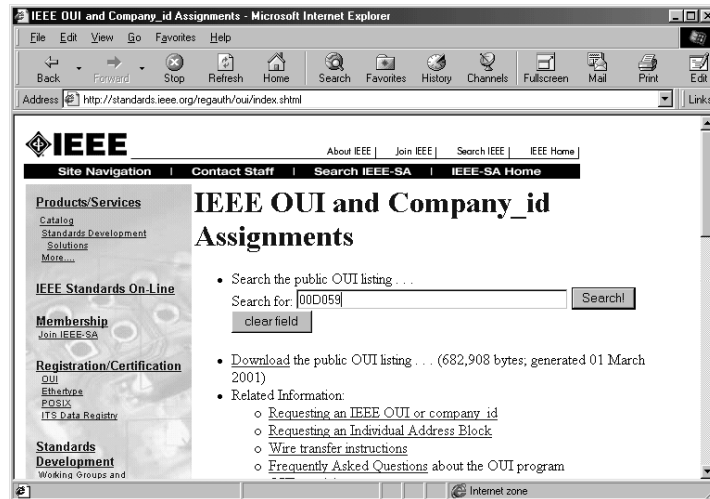 IEEE OUI and Company_id Assignments - Microsoft Internet Explorer
File Edit View Go Favorites Help
Back Forward Stop Refresh Home Search Favorites History Channels Fullscreen Mail Print Edit
Address http://standards.ieee.org/regauth/oui/index.shtml Links
IEEE
About IEEE | Join IEEE | Search IEEE | IEEE Home |
Site Navigation | Contact Staff | Search IEEE-SA | IEEE-SA Home
Products/Services
Catalog
Standards Development
Solutions
More....
IEEE Standards On-Line
Membership
Join IEEE-SA
Registration/Certification
OUI
Ethertype
POSIX
ITS Data Registry
Standards
Development
Working Groups and
IEEE OUI and Company_id
Assignments
• Search the public OUI listing . . .
Search for: 00D059 Search!
clear field
• Download the public OUI listing . . . (682,908 bytes; generated 01 March
2001)
• Related Information:
o Requesting an IEEE OUI or company_id
o Requesting an Individual Address Block
o Wire transfer instructions
o Frequently Asked Questions about the OUI program
Internet zone